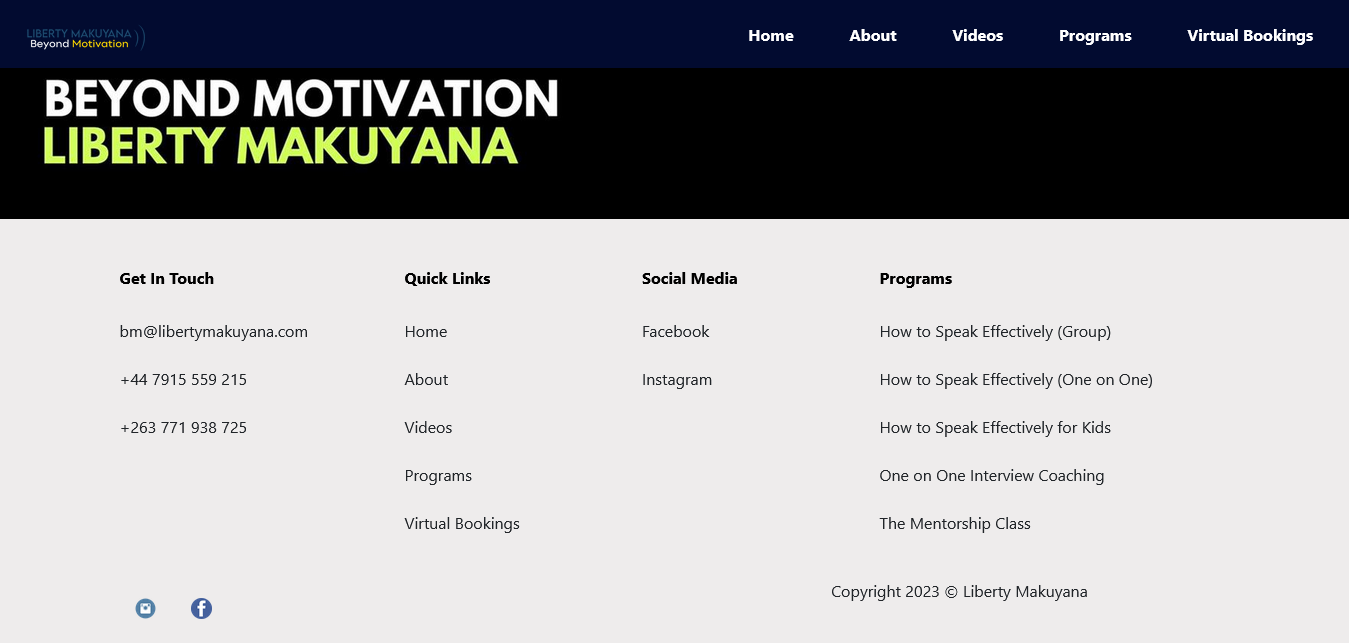 LIBERTY MAKUYANA
Beyond Motivation
Home
About
Videos
Programs
Virtual Bookings
BEYOND MOTIVATION
LIBERTY MAKUYANA
Get In Touch
bm@libertymakuyana.com
+44 7915 559 215
+263 771 938 725
Quick Links
Home
About
Videos
Programs
Virtual Bookings
Social Media
Facebook
Instagram
Programs
How to Speak Effectively (Group)
How to Speak Effectively (One on One)
How to Speak Effectively for Kids
One on One Interview Coaching
The Mentorship Class
Copyright 2023 © Liberty Makuyana